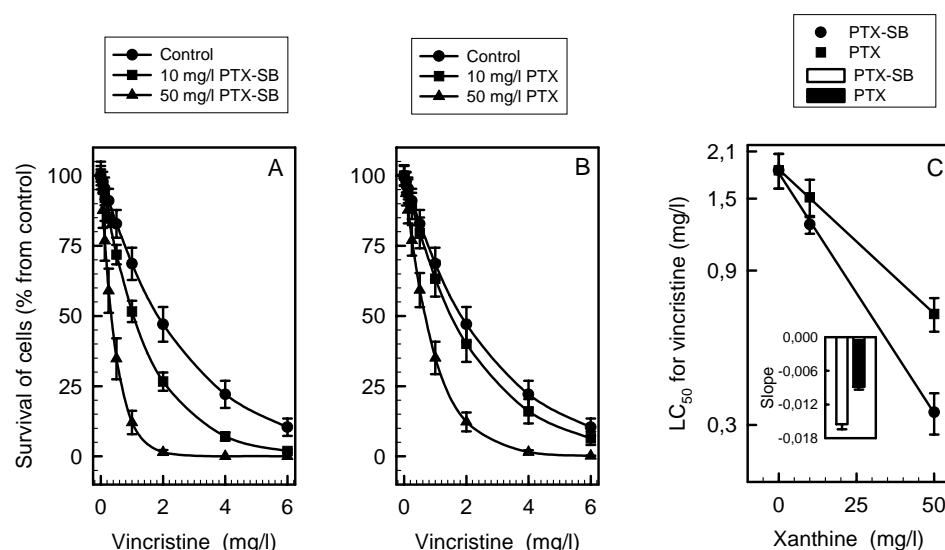 Control
10 mg/l PTX-SB
50 mg/l PTX-SB
Control
10 mg/l PTX
50 mg/l PTX
PTX-SB
PTX
PTX-SB
PTX
Survival of cells (% from control)
100
75
50
25
0
A
0 2 4 6
Vincristine (mg/l)
100
75
50
25
0
B
0 2 4 6
Vincristine (mg/l)
LC50 for vincristine (mg/l)
2,1
1,5
0,9
0,3
C
Slope
0,000
-0,006
-0,012
-0,018
0 25 50
Xanthine (mg/l)